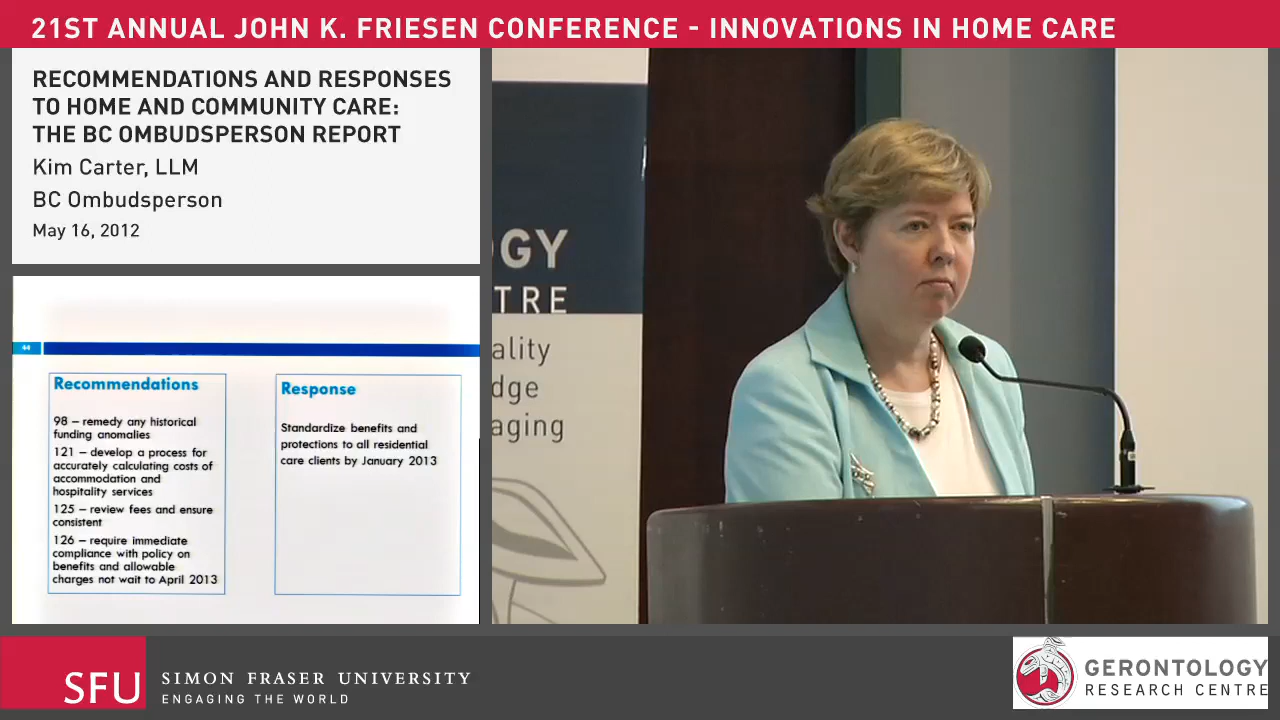 21ST ANNUAL JOHN K. FRIESEN CONFERENCE - INNOVATIONS IN HOME CARE
RECOMMENDATIONS AND RESPONSES
TO HOME AND COMMUNITY CARE:
THE BC OMBUDSPERSON REPORT
Kim Carter, LLM
BC Ombudsperson
May 16, 2012
44
Recommendations
98 – remedy any historical
funding anomalies
121 – develop a process for
accurately calculating costs of
accommodation and
hospitality services
125 – review fees and ensure
consistent
126 – require immediate
compliance with policy on
benefits and allowable
charges not wait to April 2013
Response
Standardize benefits and
protections to all residential
care clients by January 2013
OGY
TRE
ality
dge
aging
SFU
SIMON FRASER UNIVERSITY
ENGAGING THE WORLD
GERONTOLOGY
RESEARCH CENTRE